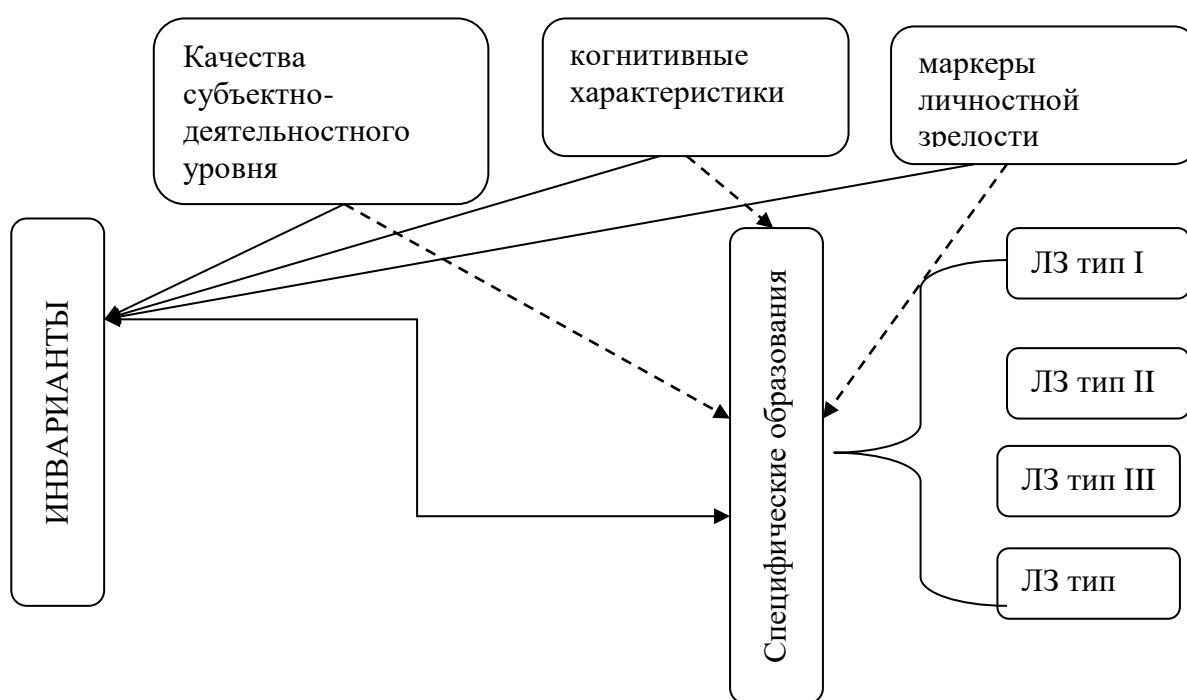 Качества
субъектно-
деятельностного
уровня
когнитивные
характеристики
маркеры
личностной
зрелости
ИНВАРИАНТЫ
Специфические образования
ЛЗ тип I
ЛЗ тип II
ЛЗ тип III
ЛЗ тип